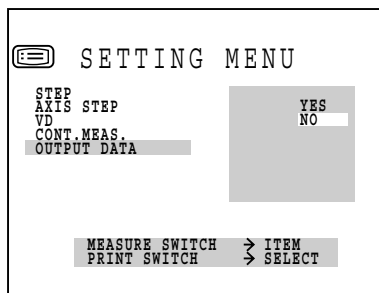 SETTING MENU
STEP
AXIS STEP
VD
CONT.MEAS.
OUTPUT DATA
YES
NO
MEASURE SWITCH → ITEM
PRINT SWITCH → SELECT